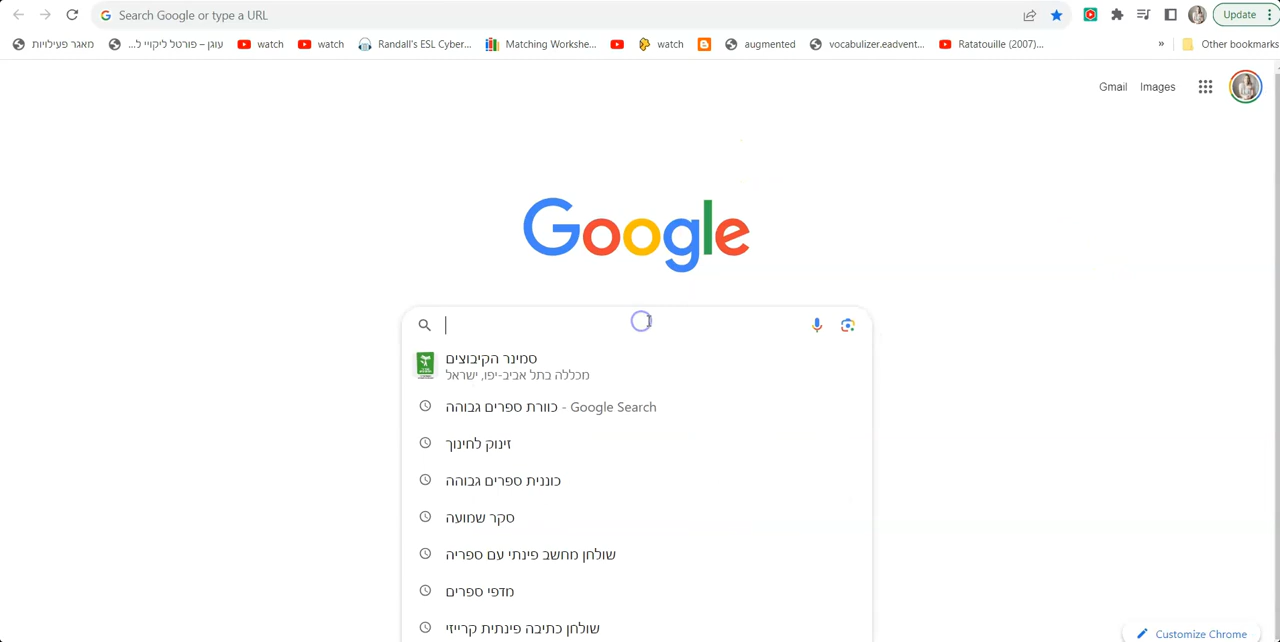 Search Google or type a URL
Update
מאגר פעילויות
עוגן – פורטל ליקויי ל...
watch
watch
Randall's ESL Cyber...
Matching Workshe...
watch
augmented
vocabulizer.eadvent...
Ratatouille (2007)...
»
Other bookmarks
Gmail
Images
Google
סמינר הקיבוצים
מכללה בתל אביב-יפו, ישראל
כוורת ספרים גבוהה - Google Search
זינוק לחינוך
כוננית ספרים גבוהה
סקר שמועה
שולחן מחשב פינתי עם ספריה
מדפי ספרים
שולחן כתיבה פינתית קרייזי
Customize Chrome